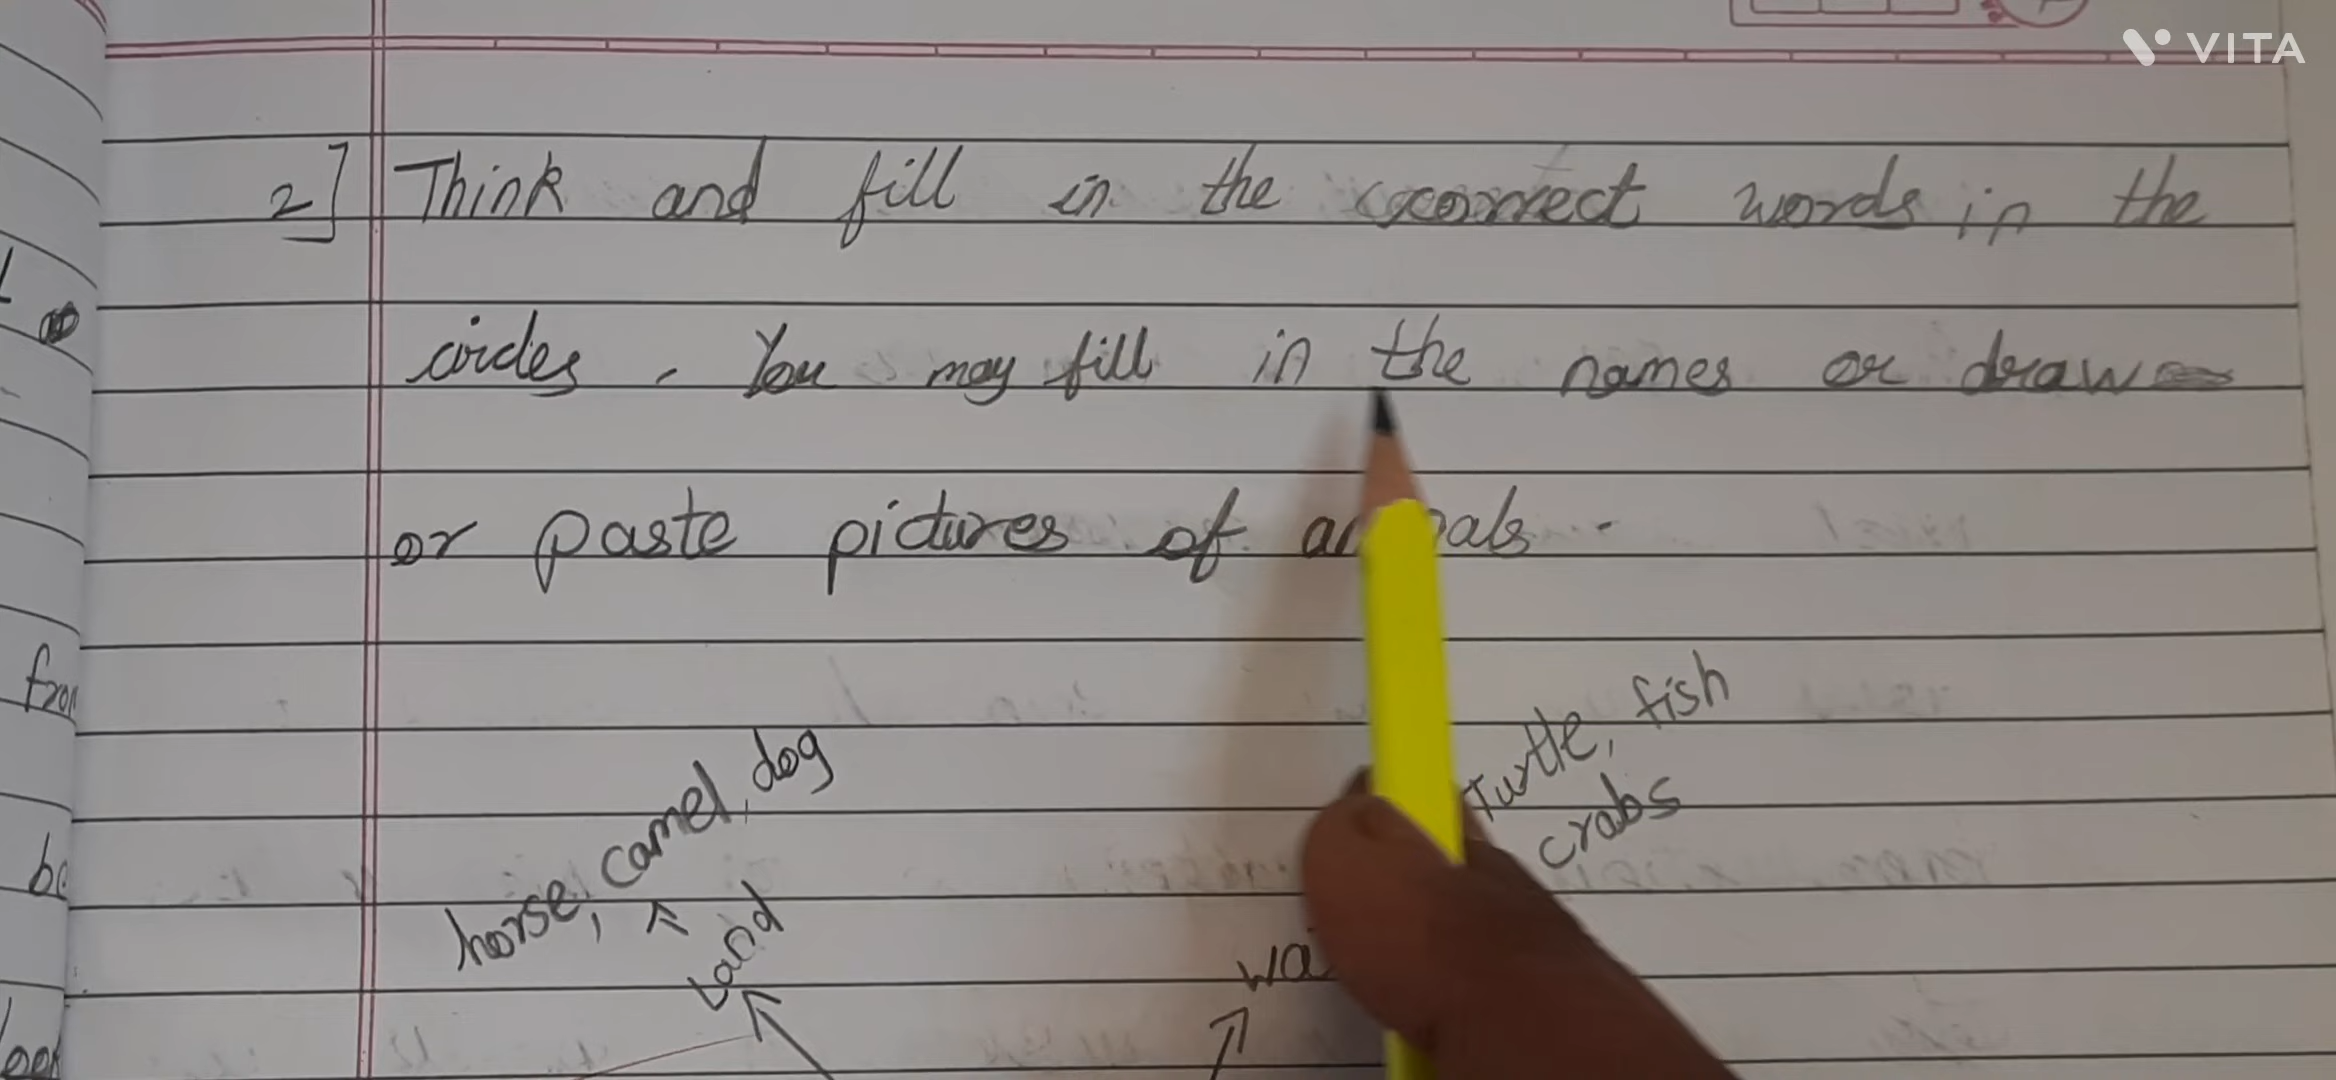 VITA
2] Think and fill in the correct words in the
circles. You may fill in the names or draw
or paste pictures of
horse, camel, dog
Land
Turtle, fish
crabs